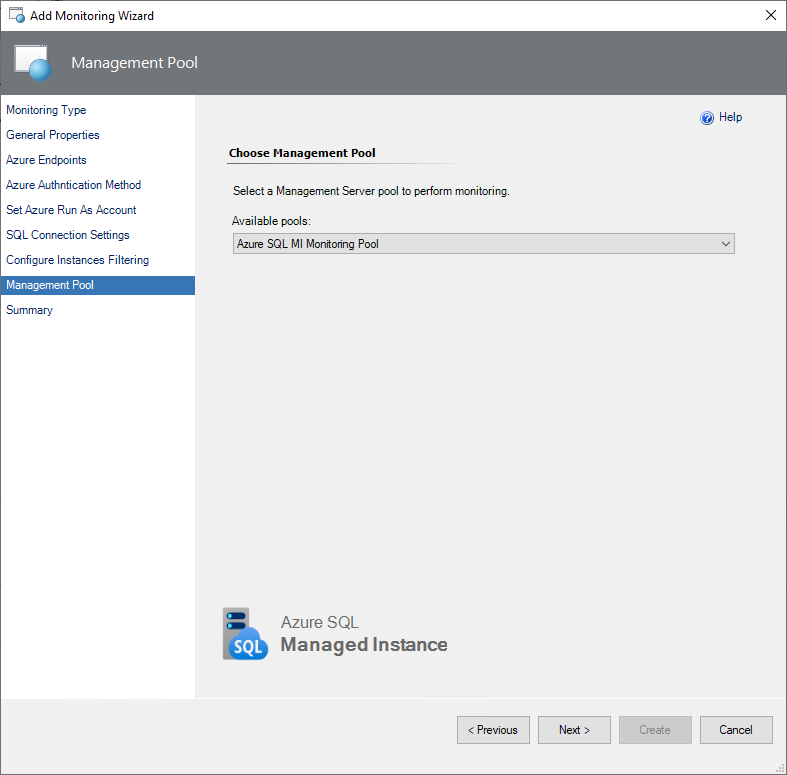 Add Monitoring Wizard
Management Pool
Monitoring Type
General Properties
Azure Endpoints
Azure Authntication Method
Set Azure Run As Account
SQL Connection Settings
Configure Instances Filtering
Management Pool
Summary
Help
Choose Management Pool
Select a Management Server pool to perform monitoring.
Available pools:
Azure SQL MI Monitoring Pool
SQL
Azure SQL
Managed Instance
< Previous
Next >
Create
Cancel